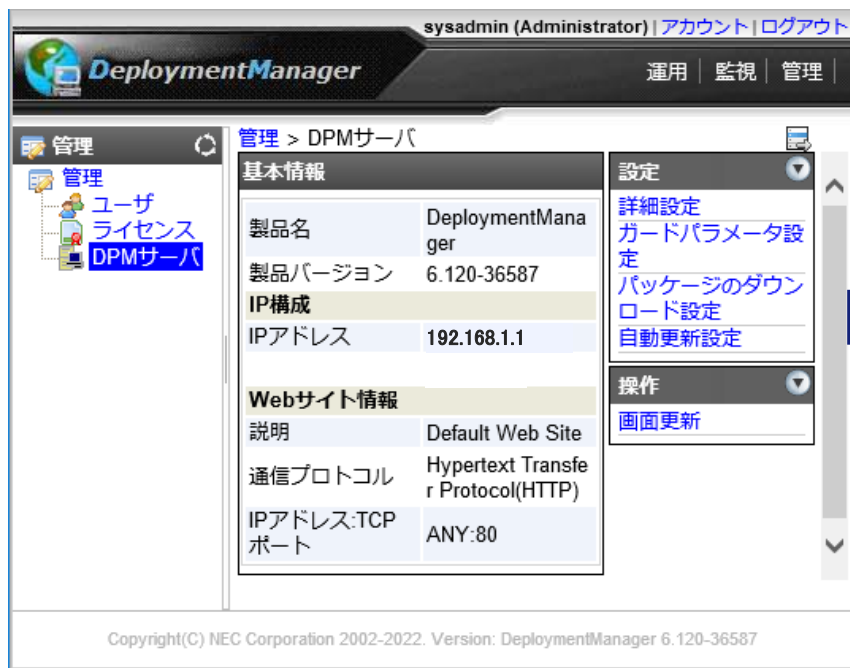 sysadmin (Administrator) | アカウント | ログアウト
DeploymentManager
運用 | 監視 | 管理 |
管理
管理
ユーザ
ライセンス
DPMサーバ
管理 > DPMサーバ
基本情報
製品名
DeploymentMana
ger
製品バージョン
6.120-36587
IP構成
IPアドレス
192.168.1.1
Webサイト情報
説明
Default Web Site
通信プロトコル
Hypertext Transfe
r Protocol(HTTP)
IPアドレス:TCP
ポート
ANY:80
設定
詳細設定
ガードパラメータ設
定
パッケージのダウン
ロード設定
自動更新設定
操作
画面更新
Copyright(C) NEC Corporation 2002-2022. Version: DeploymentManager 6.120-36587